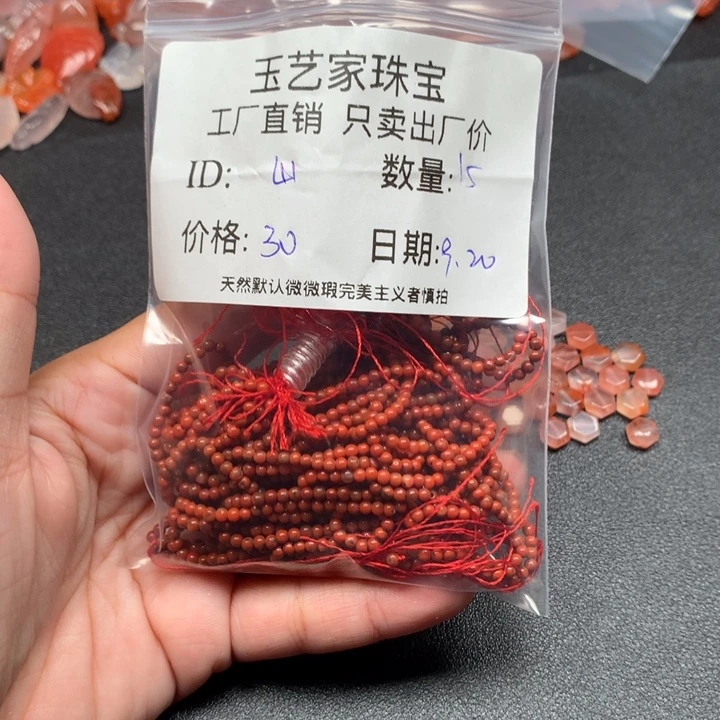 玉艺家珠宝
工厂直销 只卖出厂价
ID: 数量:15
价格:30 日期:9.20
天然默认微微瑕完美主义者慎拍